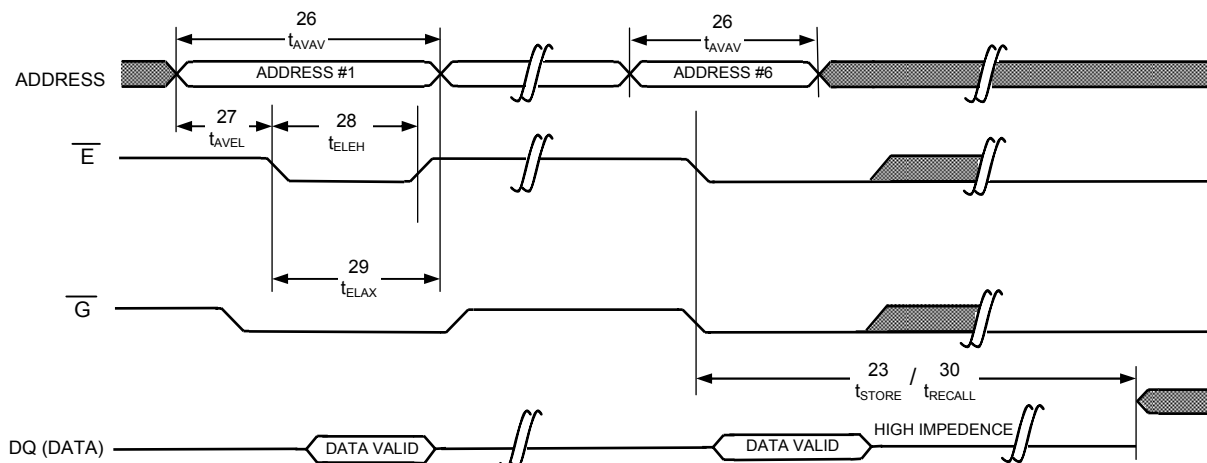 26
tAVAV
26
tAVAV
ADDRESS
ADDRESS #1
ADDRESS #6
27
tAVEL
28
tELEH
E
29
tELAX
G
23 / 30
tSTORE tRECALL
DQ (DATA)
DATA VALID
DATA VALID
HIGH IMPEDENCE